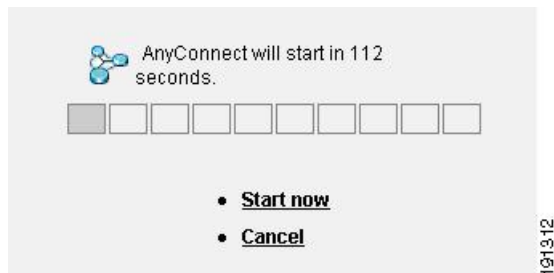 AnyConnect will start in 112
seconds.
Start now
Cancel
191312